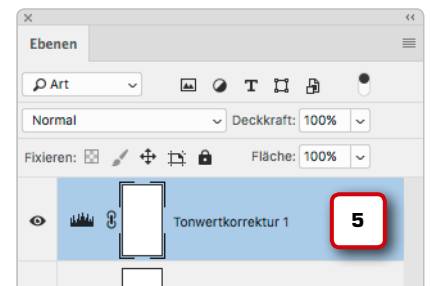 Ebenen
Art
Normal Deckkraft: 100%
Fixieren: Fläche: 100%
Tonwertkorrektur 1 5